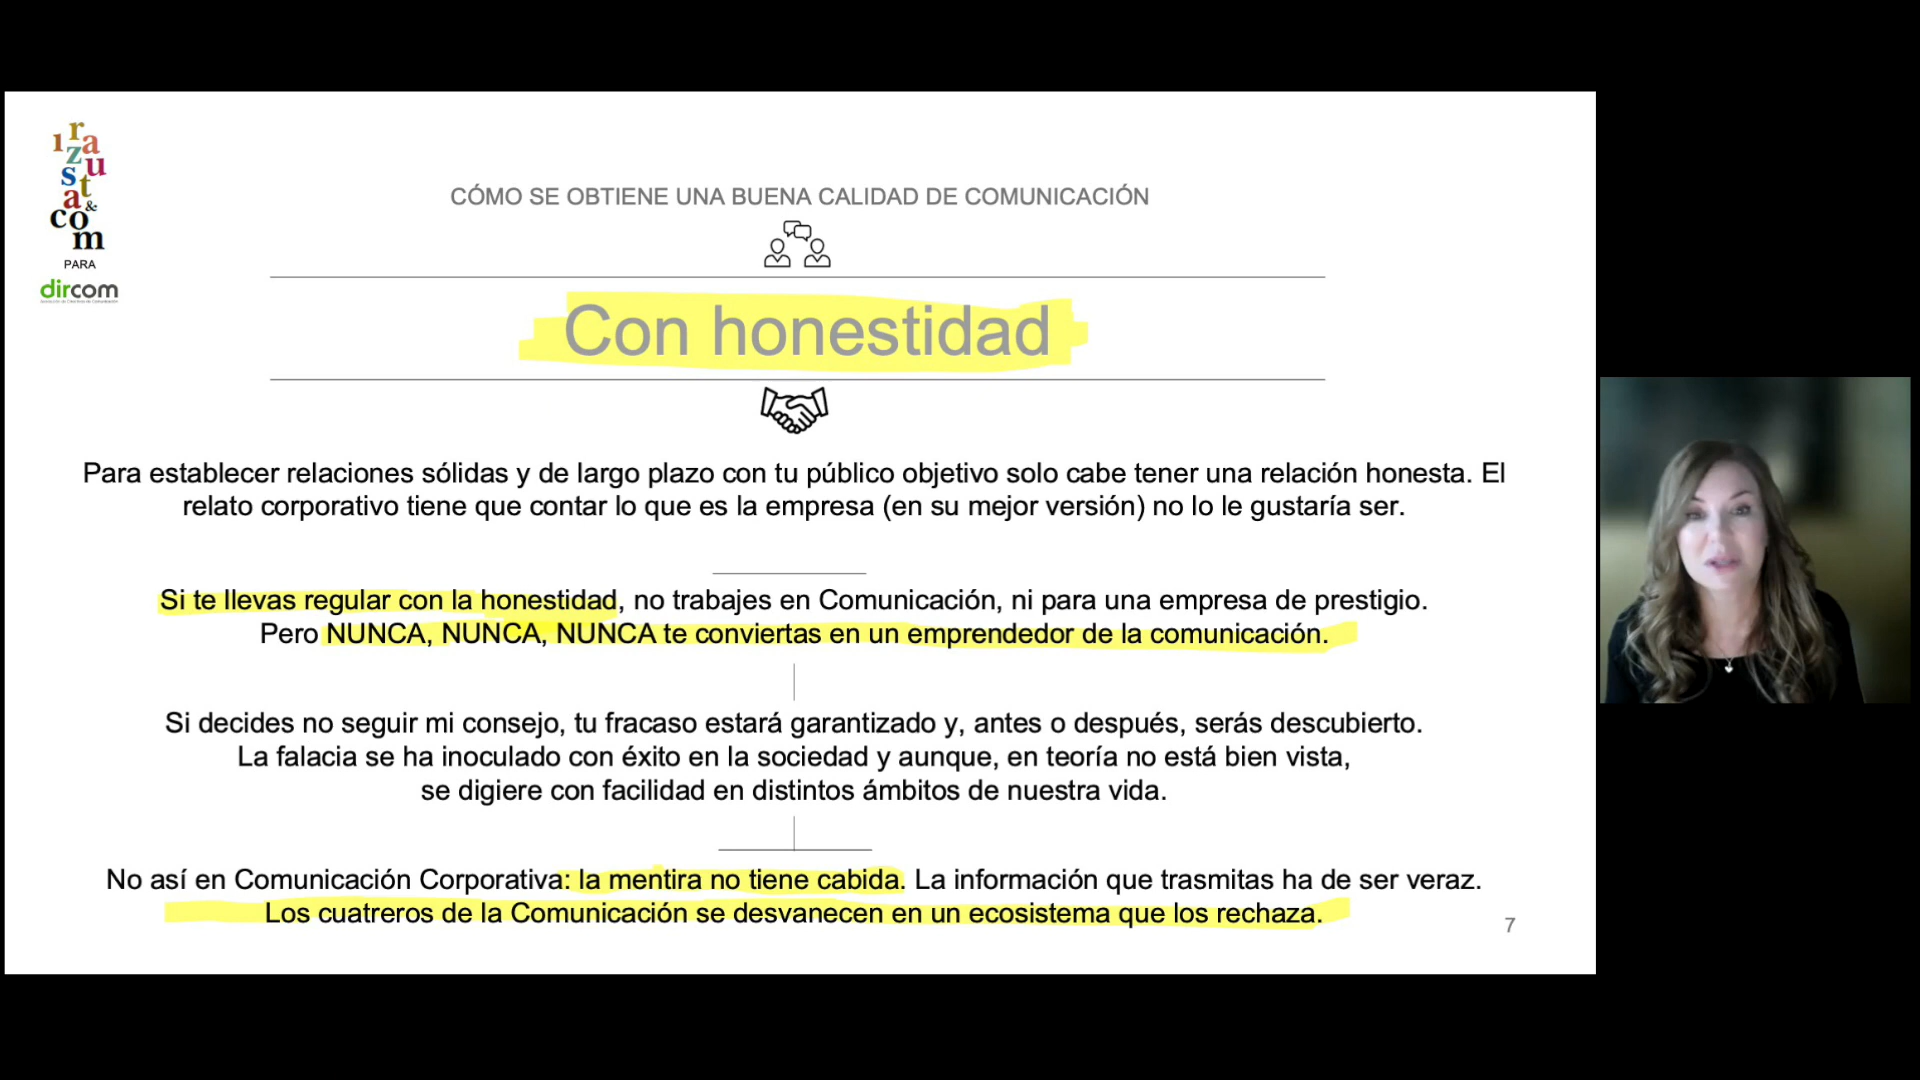 irazusta
&
com
PARA
dircom
CÓMO SE OBTIENE UNA BUENA CALIDAD DE COMUNICACIÓN
Con honestidad
Para establecer relaciones sólidas y de largo plazo con tu público objetivo solo cabe tener una relación honesta. El
relato corporativo tiene que contar lo que es la empresa (en su mejor versión) no lo le gustaría ser.
Si te llevas regular con la honestidad, no trabajes en Comunicación, ni para una empresa de prestigio.
Pero NUNCA, NUNCA, NUNCA te conviertas en un emprendedor de la comunicación.
Si decides no seguir mi consejo, tu fracaso estará garantizado y, antes o después, serás descubierto.
La falacia se ha inoculado con éxito en la sociedad y aunque, en teoría no está bien vista,
se digiere con facilidad en distintos ámbitos de nuestra vida.
No así en Comunicación Corporativa: la mentira no tiene cabida. La información que trasmitas ha de ser veraz.
Los cuatreros de la Comunicación se desvanecen en un ecosistema que los rechaza.
7